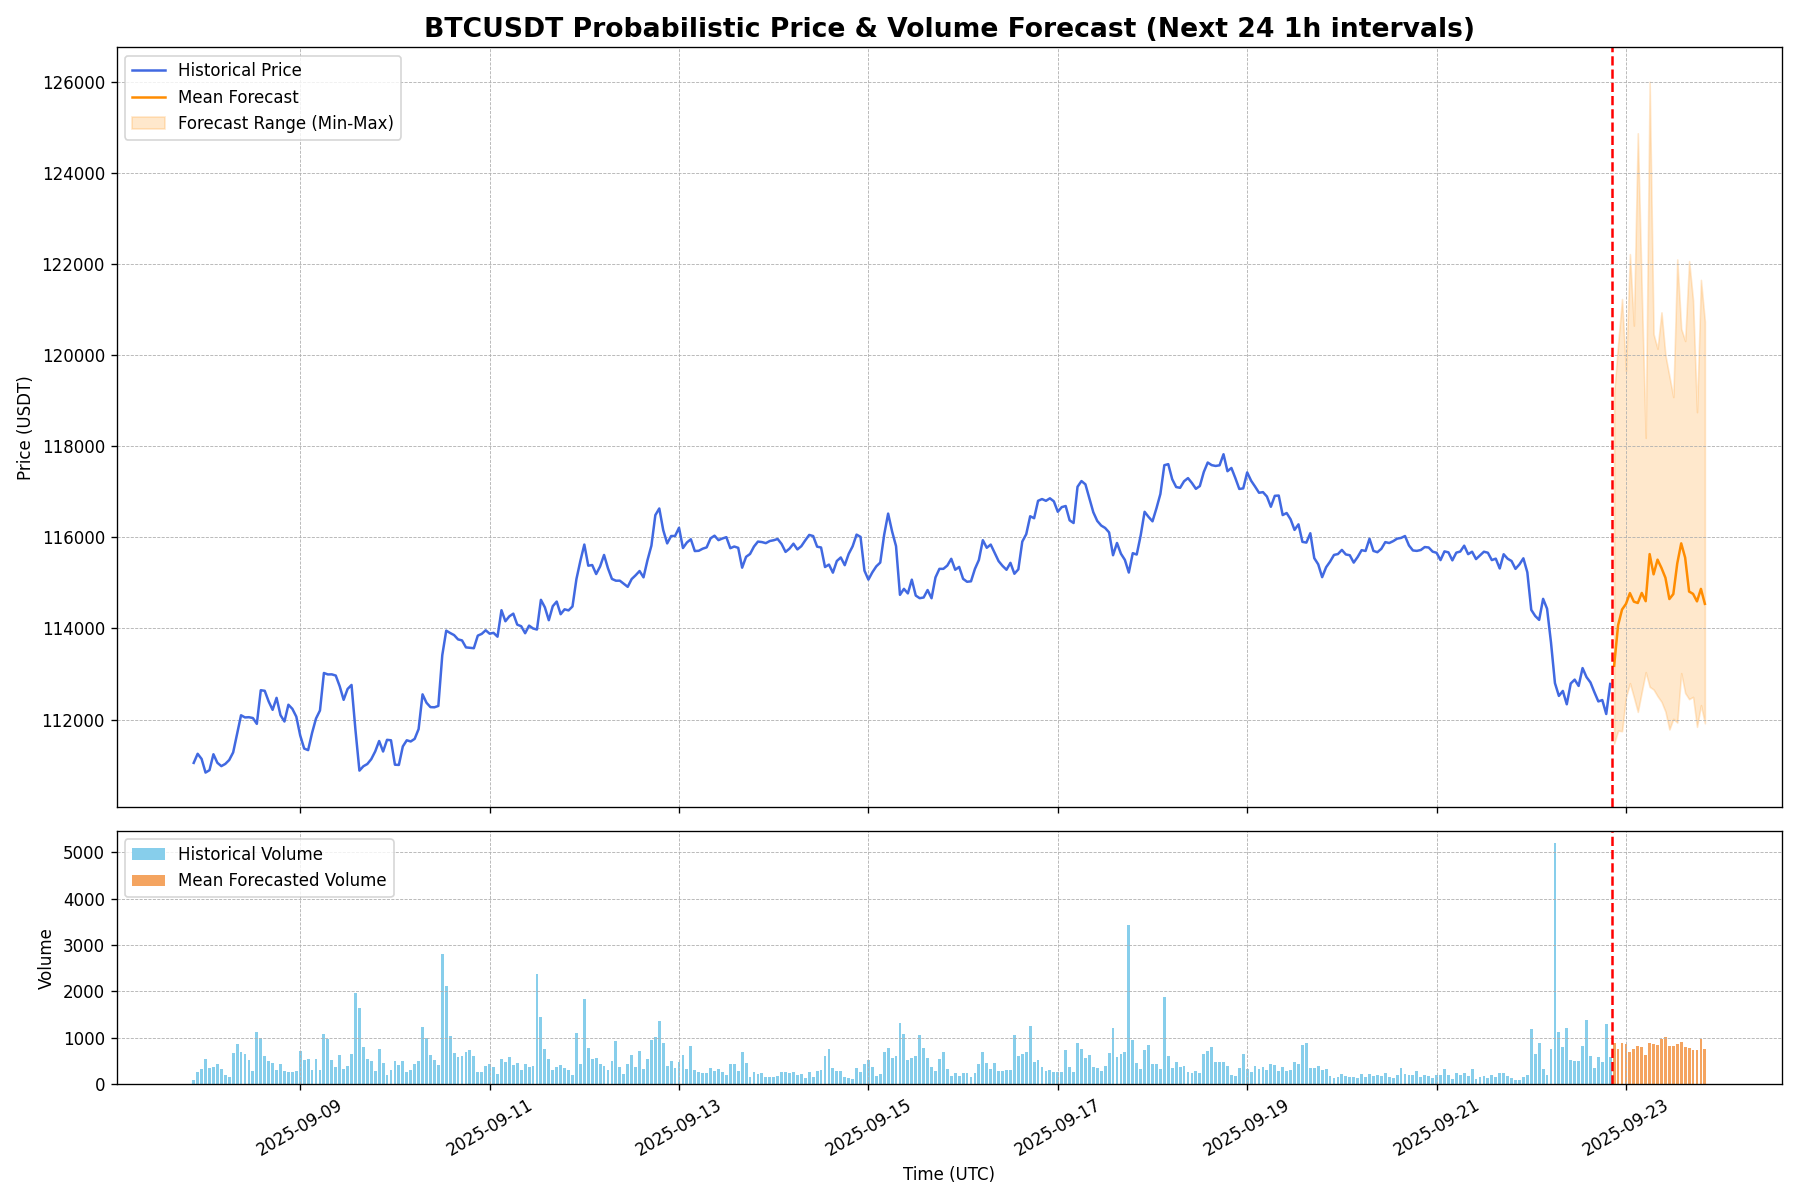 BTCUSDT Probabilistic Price & Volume Forecast (Next 24 1h intervals)
Historical Price
Mean Forecast
Forecast Range (Min-Max)
126000
124000
122000
120000
118000
116000
114000
112000
Price (USDT)
Historical Volume
Mean Forecasted Volume
5000
4000
3000
2000
1000
0
Volume
2025-09-09
2025-09-11
2025-09-13
2025-09-15
2025-09-17
2025-09-19
2025-09-21
2025-09-23
Time (UTC)